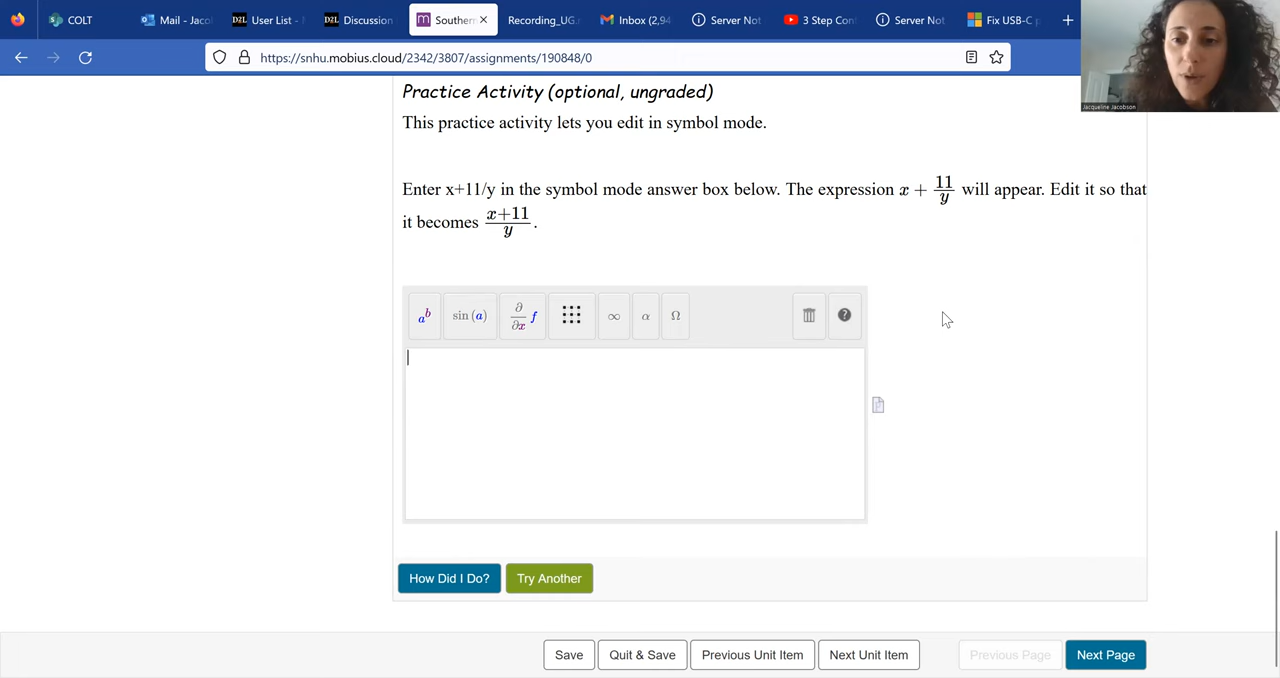 COLT
Mail - Jaco
D2L User List -
D2L Discussion
Southern
Recording_UG.r
Inbox (2,94
Server Not
3 Step Con
Server Not
Fix USB-C p
https://snhu.mobius.cloud/2342/3807/assignments/190848/0
Jacqueline Jacobson
Practice Activity (optional, ungraded)
This practice activity lets you edit in symbol mode.
Enter x+11/y in the symbol mode answer box below. The expression x + 11/y will appear. Edit it so that
it becomes (x+11)/y.
a^b sin(a) ∂/∂x f ∞ α Ω ?
How Did I Do? Try Another
Save Quit & Save Previous Unit Item Next Unit Item Previous Page Next Page